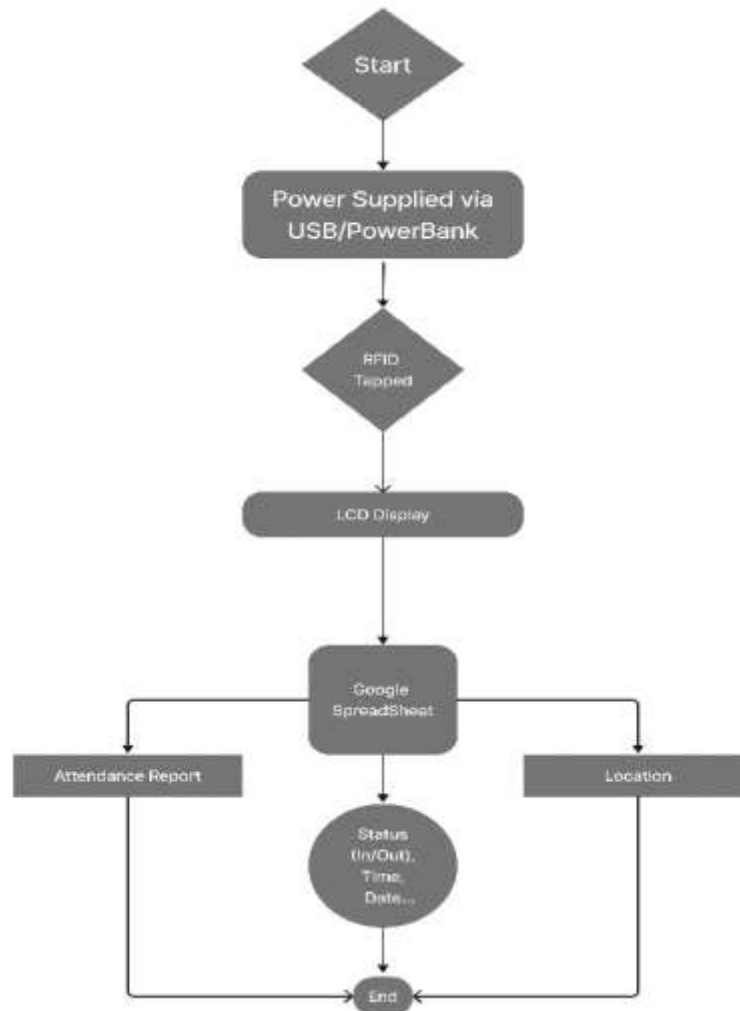 Start
Power Supplied via
USB/PowerBank
RFID
Tapped
LCD Display
Google
SpreadSheet
Attendance Report
Location
Status
(In/Out),
Time,
Date...
End